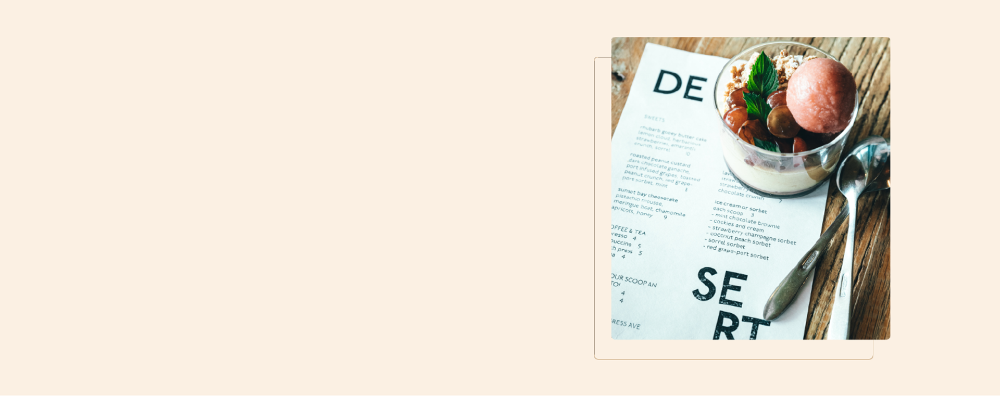 DE
SWEETS
rhubarb gooey butter cake
lemon cloud, herbacious
strawberries, amaranth
crunch, sorrel 10
roasted peanut custard
dark chocolate ganache,
port infused grapes, toasted
peanut crunch, red grape-
port sorbet, mint 8
sunset bay cheesecake
pistachio mousse,
meringue boat, chamomile
apricots, honey 9
OFFEE & TEA
resso 4
puccino 5
ch press 5
a 4
OUR SCOOP AN
TO!
4
4
RESS AVE
lav
straw
strawberry
chocolate crunch 7
ice cream or sorbet
each scoop 3
- mint chocolate brownie
- cookies and cream
- strawberry champagne sorbet
- coconut peach sorbet
- sorrel sorbet
- red grape-port sorbet
SE
RT